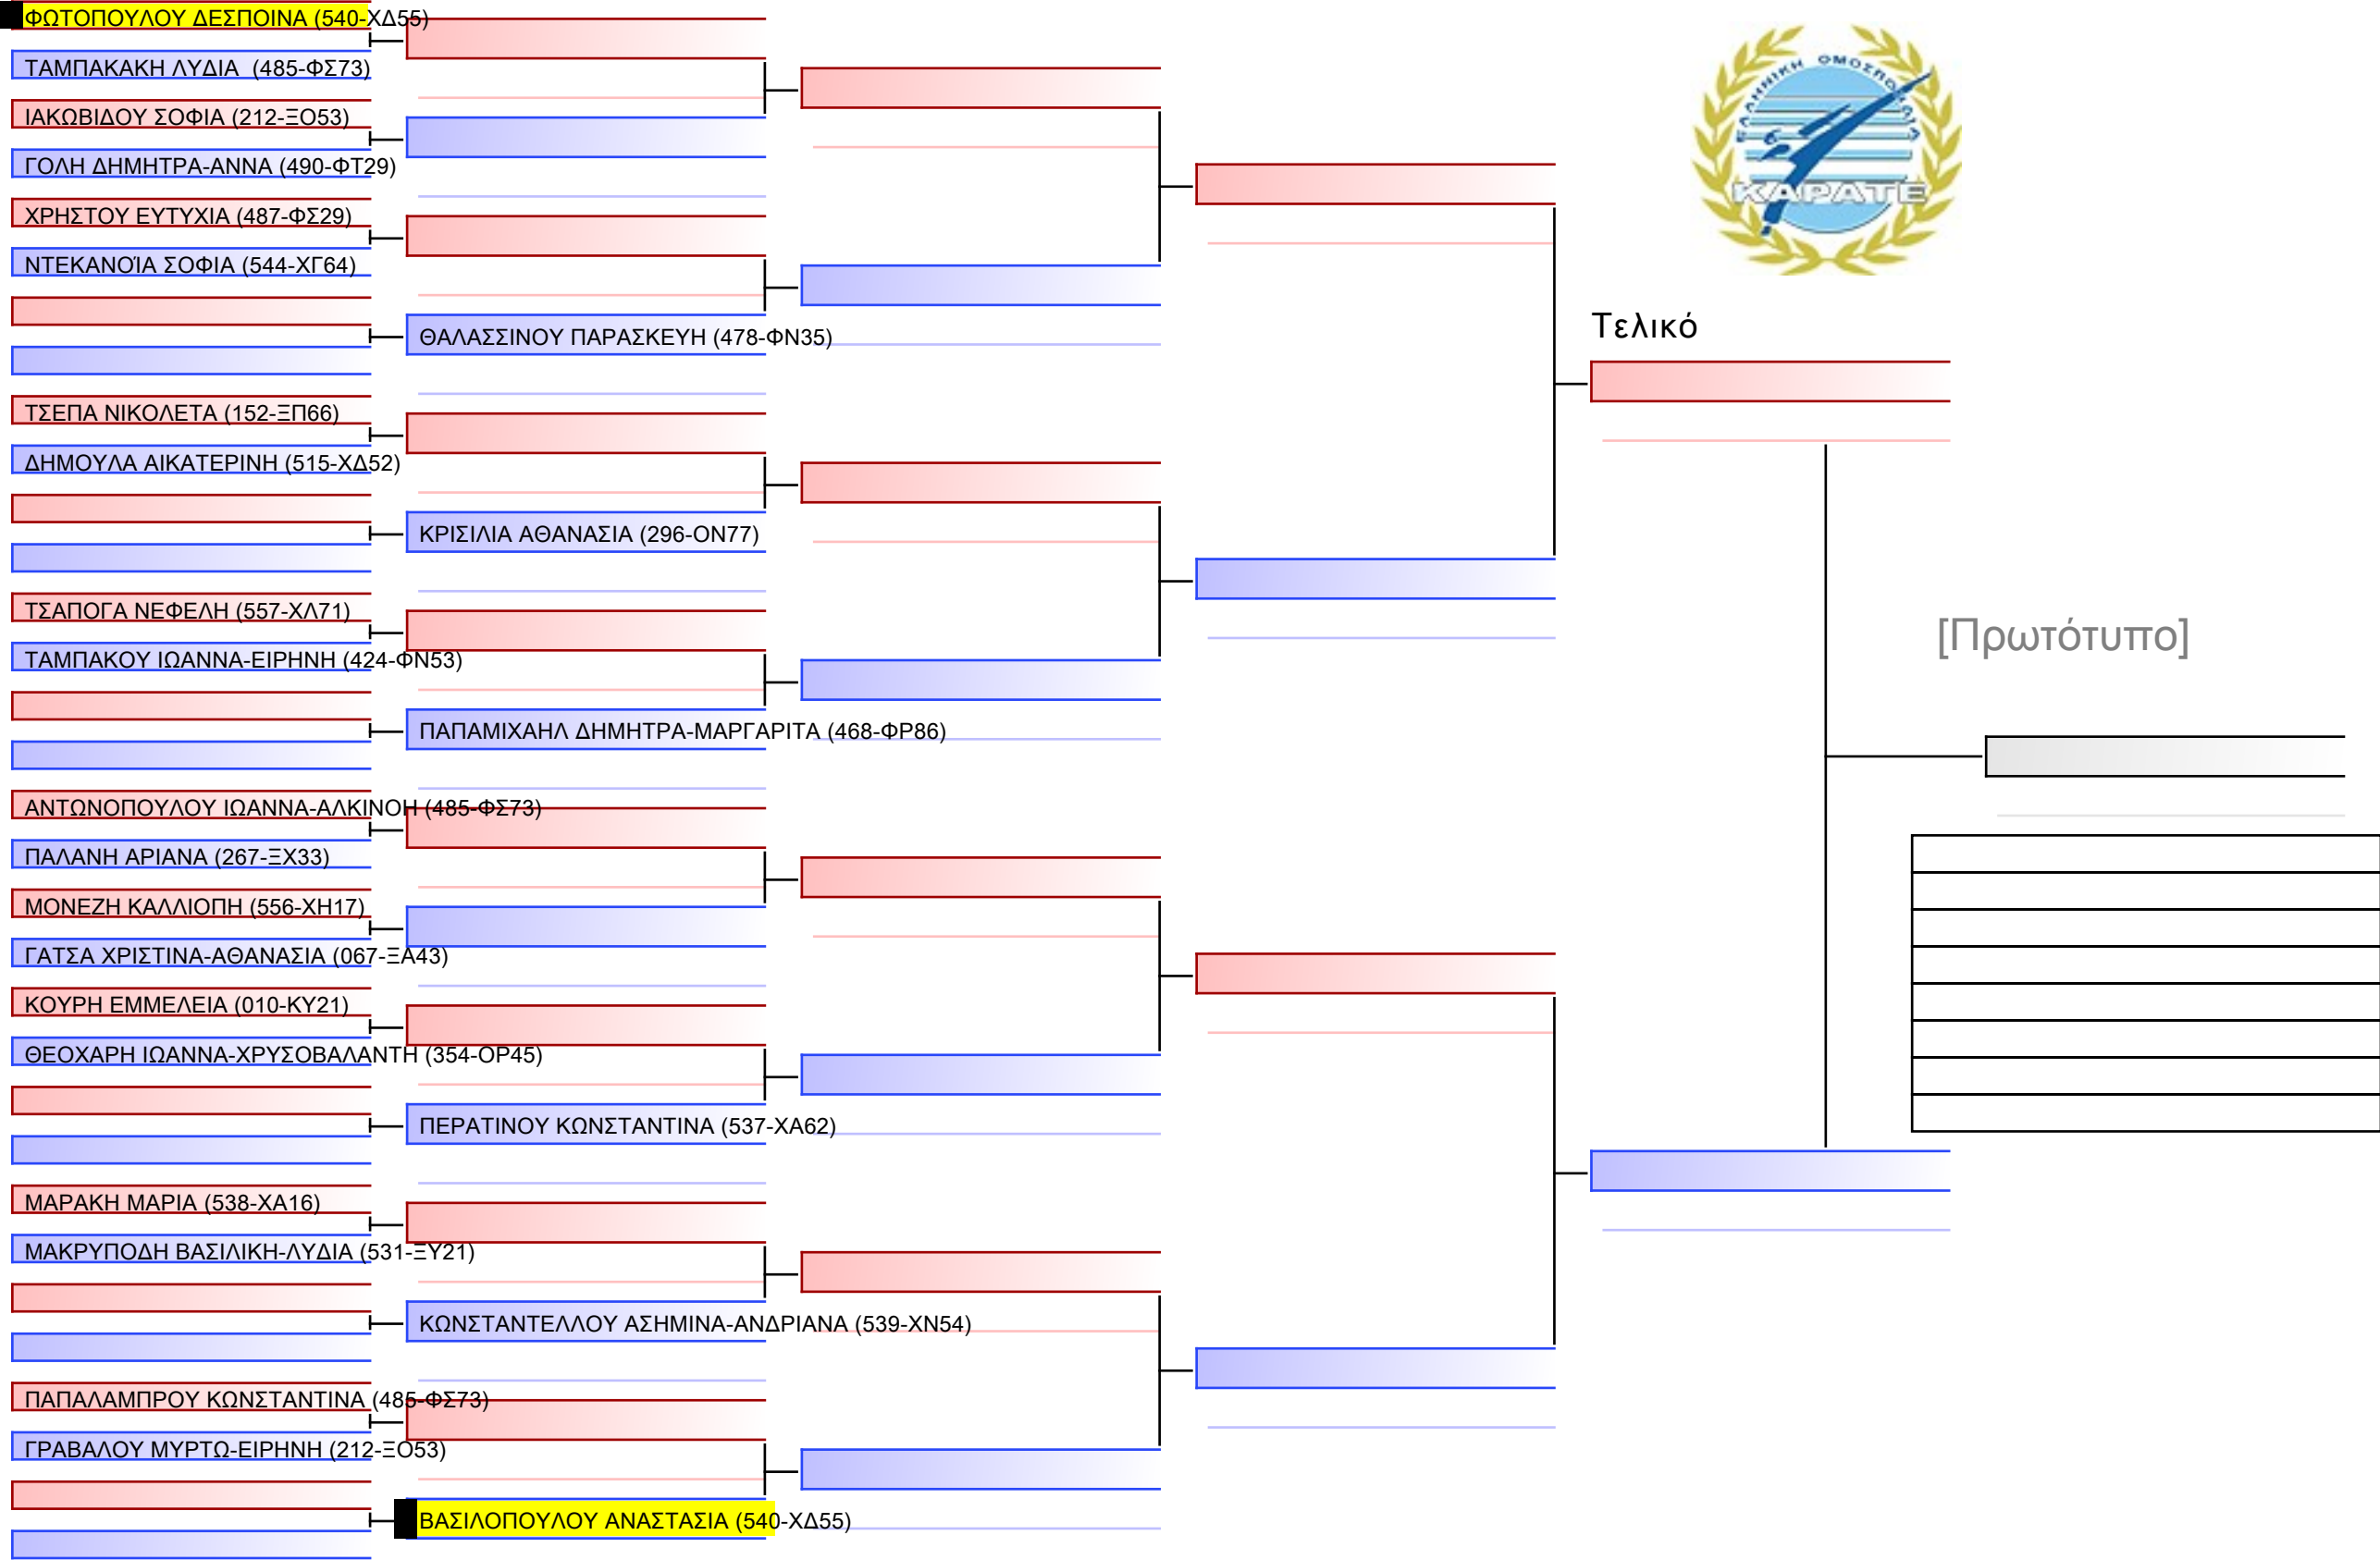 ΦΩΤΟΠΟΥΛΟΥ ΔΕΣΠΟΙΝΑ (540-ΧΔ55)
ΤΑΜΠΑΚΑΚΗ ΛΥΔΙΑ (485-ΦΣ73)
ΙΑΚΩΒΙΔΟΥ ΣΟΦΙΑ (212-ΞΟ53)
ΓΟΛΗ ΔΗΜΗΤΡΑ-ΑΝΝΑ (490-ΦΤ29)
ΧΡΗΣΤΟΥ ΕΥΤΥΧΙΑ (487-ΦΣ29)
ΝΤΕΚΑΝΟΪΑ ΣΟΦΙΑ (544-ΧΓ64)
ΘΑΛΑΣΣΙΝΟΥ ΠΑΡΑΣΚΕΥΗ (478-ΦΝ35)
ΤΣΕΠΑ ΝΙΚΟΛΕΤΑ (152-ΞΠ66)
ΔΗΜΟΥΛΑ ΑΙΚΑΤΕΡΙΝΗ (515-ΧΔ52)
ΚΡΙΣΙΛΙΑ ΑΘΑΝΑΣΙΑ (296-ΟΝ77)
ΤΣΑΠΟΓΑ ΝΕΦΕΛΗ (557-ΧΛ71)
ΤΑΜΠΑΚΟΥ ΙΩΑΝΝΑ-ΕΙΡΗΝΗ (424-ΦΝ53)
ΠΑΠΑΜΙΧΑΗΛ ΔΗΜΗΤΡΑ-ΜΑΡΓΑΡΙΤΑ (468-ΦΡ86)
ΑΝΤΩΝΟΠΟΥΛΟΥ ΙΩΑΝΝΑ-ΑΛΚΙΝΟΗ (485-ΦΣ73)
ΠΑΛΑΝΗ ΑΡΙΑΝΑ (267-ΞΧ33)
ΜΟΝΕΖΗ ΚΑΛΛΙΟΠΗ (556-ΧΗ17)
ΓΑΤΣΑ ΧΡΙΣΤΙΝΑ-ΑΘΑΝΑΣΙΑ (067-ΞΑ43)
ΚΟΥΡΗ ΕΜΜΕΛΕΙΑ (010-ΚΥ21)
ΘΕΟΧΑΡΗ ΙΩΑΝΝΑ-ΧΡΥΣΟΒΑΛΑΝΤΗ (354-ΟΡ45)
ΠΕΡΑΤΙΝΟΥ ΚΩΝΣΤΑΝΤΙΝΑ (537-ΧΑ62)
ΜΑΡΑΚΗ ΜΑΡΙΑ (538-ΧΑ16)
ΜΑΚΡΥΠΟΔΗ ΒΑΣΙΛΙΚΗ-ΛΥΔΙΑ (531-ΞΥ21)
ΚΩΝΣΤΑΝΤΕΛΛΟΥ ΑΣΗΜΙΝΑ-ΑΝΔΡΙΑΝΑ (539-ΧΝ54)
ΠΑΠΑΛΑΜΠΡΟΥ ΚΩΝΣΤΑΝΤΙΝΑ (485-ΦΣ73)
ΓΡΑΒΑΛΟΥ ΜΥΡΤΩ-ΕΙΡΗΝΗ (212-ΞΟ53)
ΒΑΣΙΛΟΠΟΥΛΟΥ ΑΝΑΣΤΑΣΙΑ (540-ΧΔ55)
ΕΛΛΗΝΙΚΗ ΟΜΟΣΠΟΝΔΙΑ
ΚΑΡΑΤΕ
Τελικό
[Πρωτότυπο]